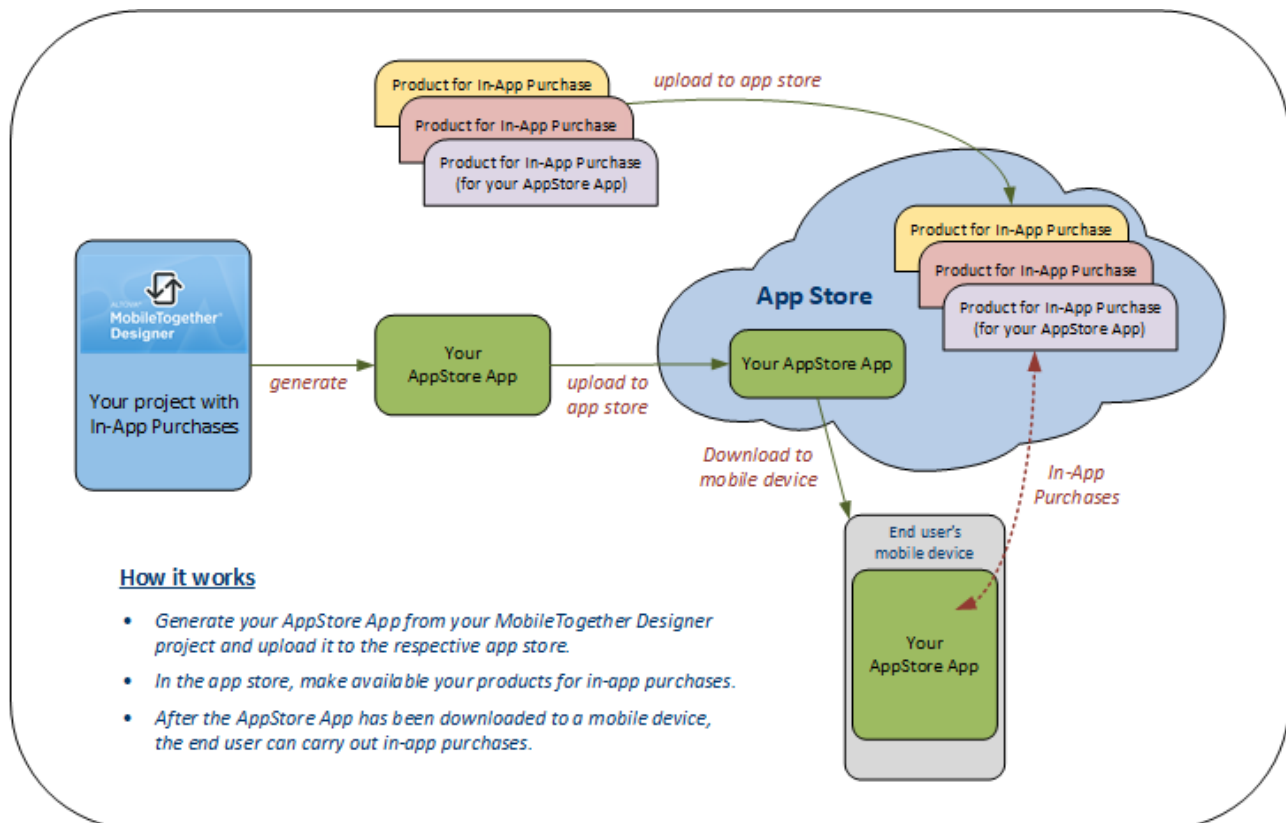 Product for In-App Purchase
Product for In-App Purchase
Product for In-App Purchase
(for your AppStore App)
upload to app store
Product for In-App Purchase
Product for In-App Purchase
Product for In-App Purchase
(for your AppStore App)
App Store
Your AppStore App
ALTOVA®
MobileTogether®
Designer
Your project with
In-App Purchases
generate
Your
AppStore App
upload to
app store
Download to
mobile device
In-App
Purchases
End user's
mobile device
Your
AppStore App
How it works
• Generate your AppStore App from your MobileTogether Designer
project and upload it to the respective app store.
• In the app store, make available your products for in-app purchases.
• After the AppStore App has been downloaded to a mobile device,
the end user can carry out in-app purchases.